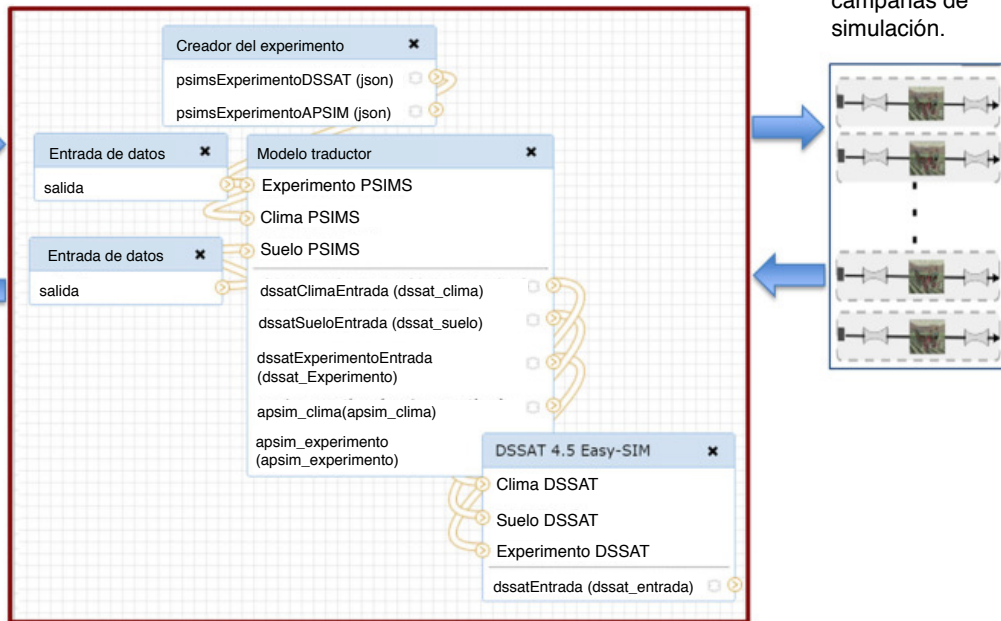 campañas de
simulación.
Creador del experimento
psimsExperimentoDSSAT (json)
psimsExperimentoAPSIM (json)
Entrada de datos
salida
Entrada de datos
salida
Modelo traductor
Experimento PSIMS
Clima PSIMS
Suelo PSIMS
dssatClimaEntrada (dssat_clima)
dssatSueloEntrada (dssat_suelo)
dssatExperimentoEntrada
(dssat_Experimento)
apsim_clima(apsim_clima)
apsim_experimento
(apsim_experimento)
DSSAT 4.5 Easy-SIM
Clima DSSAT
Suelo DSSAT
Experimento DSSAT
dssatEntrada (dssat_entrada)